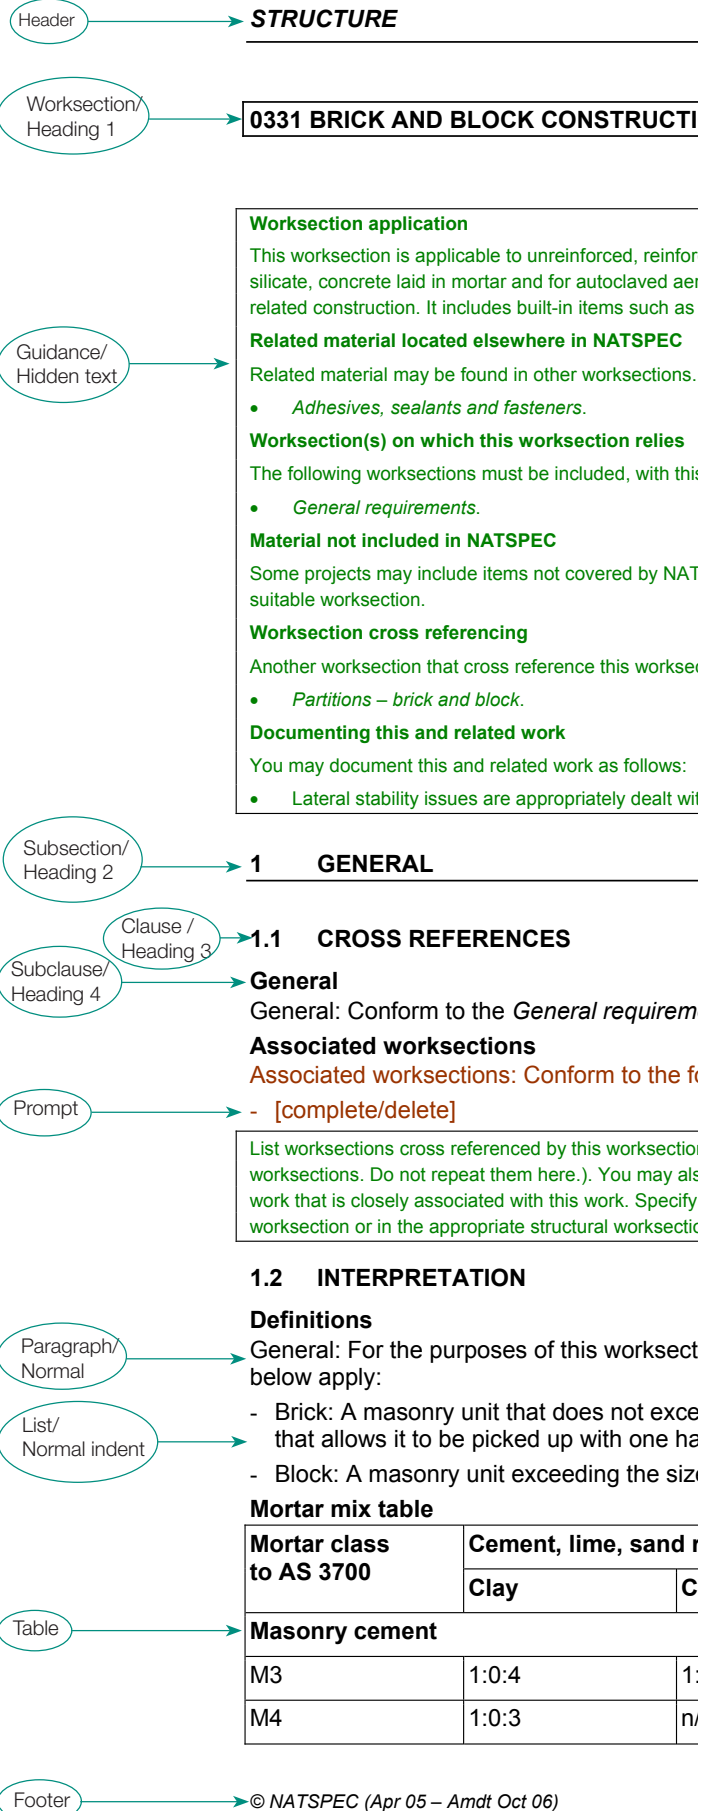 Header
STRUCTURE
Worksection/
Heading 1
0331 BRICK AND BLOCK CONSTRUCTI
Worksection application
This worksection is applicable to unreinforced, reinfor
silicate, concrete laid in mortar and for autoclaved aer
related construction. It includes built-in items such as
Guidance/
Hidden text
Related material located elsewhere in NATSPEC
Related material may be found in other worksections.
• Adhesives, sealants and fasteners.
Worksection(s) on which this worksection relies
The following worksections must be included, with this
• General requirements.
Material not included in NATSPEC
Some projects may include items not covered by NAT
suitable worksection.
Worksection cross referencing
Another worksection that cross reference this worksec
• Partitions – brick and block.
Documenting this and related work
You may document this and related work as follows:
• Lateral stability issues are appropriately dealt wit
Subsection/
Heading 2
1 GENERAL
Clause /
Heading 3
1.1 CROSS REFERENCES
Subclause/
Heading 4
General
General: Conform to the General requirem
Associated worksections
Associated worksections: Conform to the fo
Prompt
- [complete/delete]
List worksections cross referenced by this worksection
worksections. Do not repeat them here.). You may als
work that is closely associated with this work. Specify
worksection or in the appropriate structural worksectio
1.2 INTERPRETATION
Definitions
Paragraph/
Normal
General: For the purposes of this worksect
below apply:
List/
Normal indent
- Brick: A masonry unit that does not exce
that allows it to be picked up with one ha
- Block: A masonry unit exceeding the size
Mortar mix table
Mortar class
to AS 3700
Cement, lime, sand r
Clay C
Table
Masonry cement
M3 1:0:4 1:
M4 1:0:3 n/
Footer
© NATSPEC (Apr 05 – Amdt Oct 06)